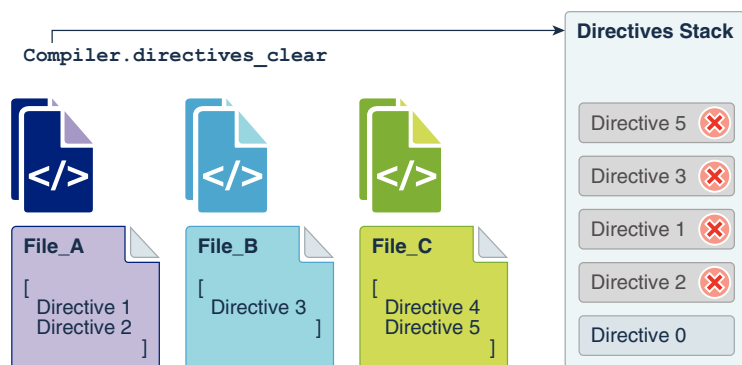 Compiler.directives_clear
Directives Stack
</>
</>
</>
File_A
[
Directive 1
Directive 2
]
File_B
[
Directive 3
]
File_C
[
Directive 4
Directive 5
]
Directive 5
Directive 3
Directive 1
Directive 2
Directive 0